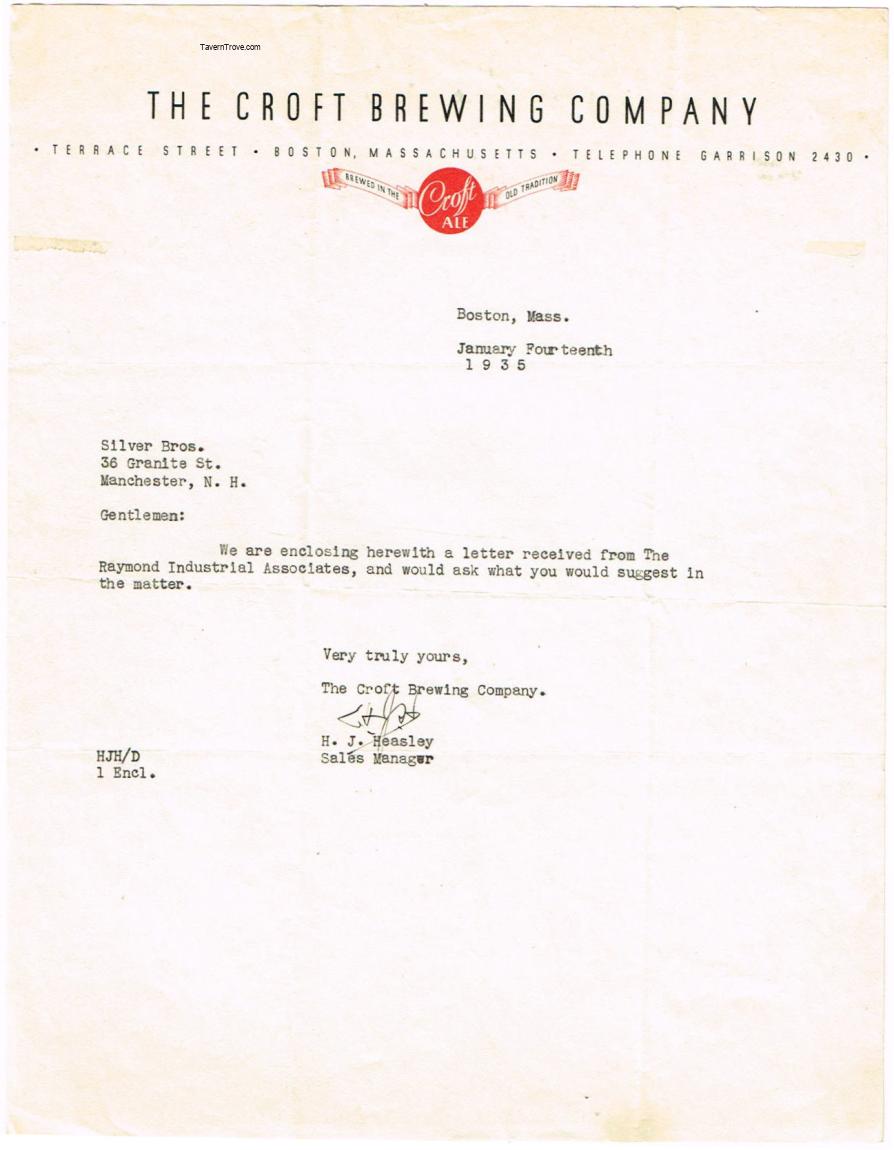 TavernTrove.com
THE CROFT BREWING COMPANY
• TERRACE STREET • BOSTON, MASSACHUSETTS • TELEPHONE GARRISON 2430 •
BREWED IN THE Croft ALE OLD TRADITION
Boston, Mass.
January Fourteenth
1 9 3 5
Silver Bros.
36 Granite St.
Manchester, N. H.
Gentlemen:
We are enclosing herewith a letter received from The
Raymond Industrial Associates, and would ask what you would suggest in
the matter.
Very truly yours,
The Croft Brewing Company.
H. J. Heasley
HJH/D Sales Manager
1 Encl.